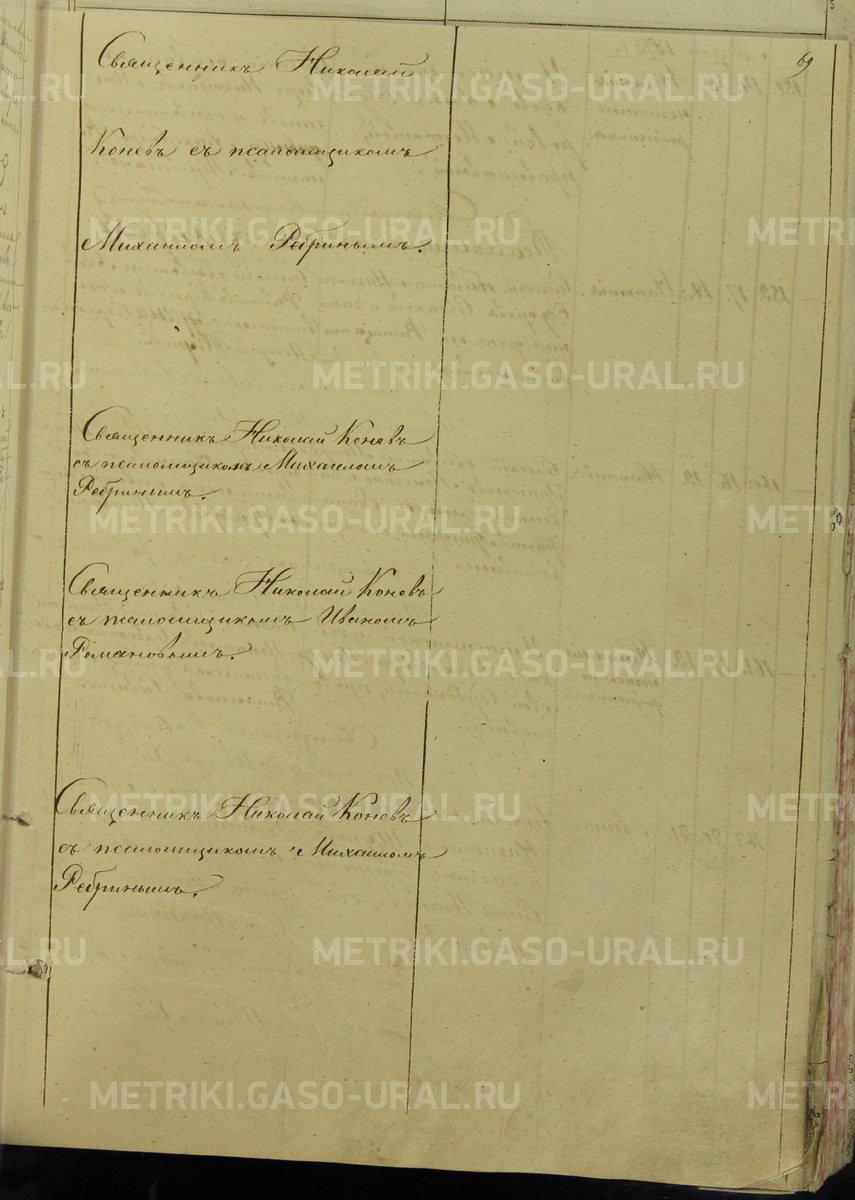 69
Священникъ Николай
Коневъ съ псаломщикомъ
Михаиломъ Ребринымъ.
Священникъ Николай Коневъ
съ псаломщикомъ Михаиломъ
Ребринымъ.
Священникъ Николай Коневъ
съ псаломщикомъ Иваномъ
Романовымъ.
Священникъ Николай Коневъ
съ псаломщикомъ Михаиломъ
Ребринымъ.
METRIKI.GASO-URAL.RU